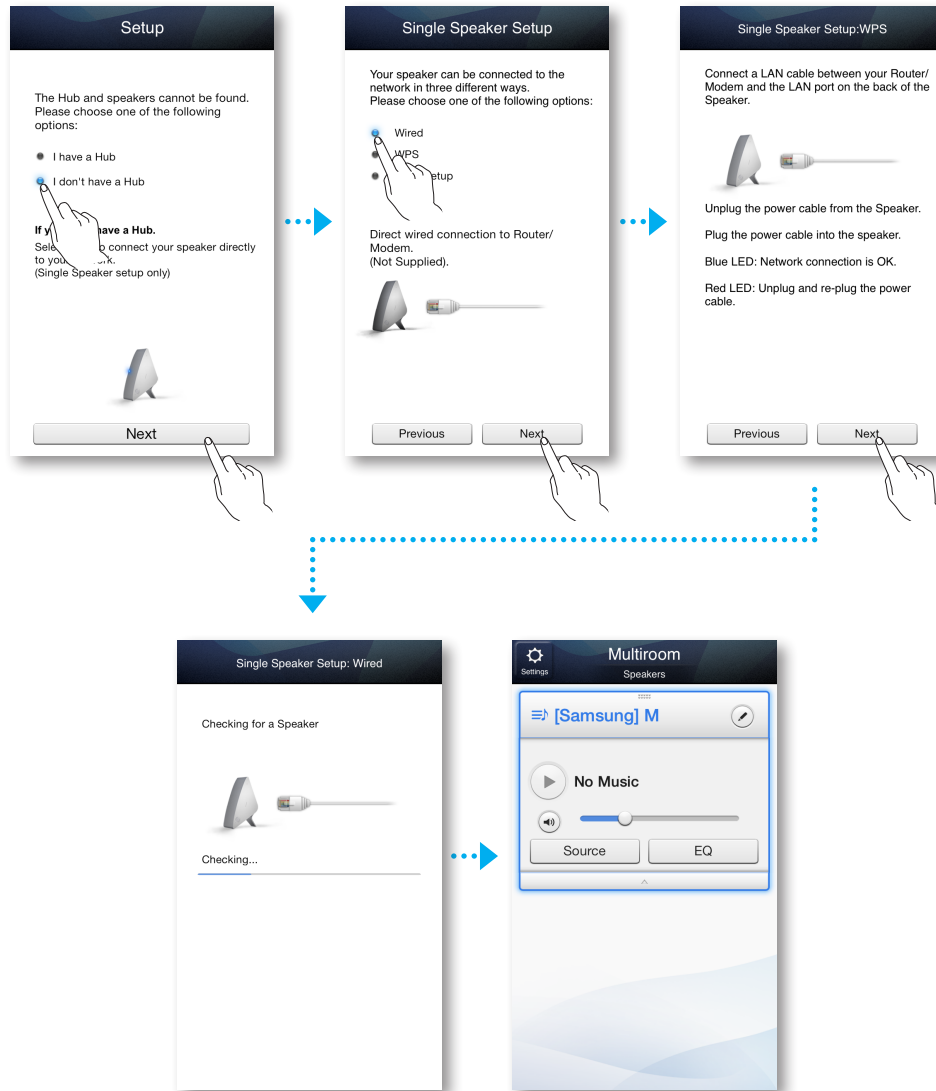 Setup
The Hub and speakers cannot be found.
Please choose one of the following
options:
I have a Hub
I don't have a Hub
If y have a Hub.
Sele o connect your speaker directly
to you rk.
(Single Speaker setup only)
Next
Single Speaker Setup
Your speaker can be connected to the
network in three different ways.
Please choose one of the following options:
Wired
WPS
etup
Direct wired connection to Router/
Modem.
(Not Supplied).
Previous
Next
Single Speaker Setup:WPS
Connect a LAN cable between your Router/
Modem and the LAN port on the back of the
Speaker.
Unplug the power cable from the Speaker.
Plug the power cable into the speaker.
Blue LED: Network connection is OK.
Red LED: Unplug and re-plug the power
cable.
Previous
Next
Single Speaker Setup: Wired
Checking for a Speaker
Checking...
Settings
Multiroom
Speakers
[Samsung] M
No Music
Source
EQ